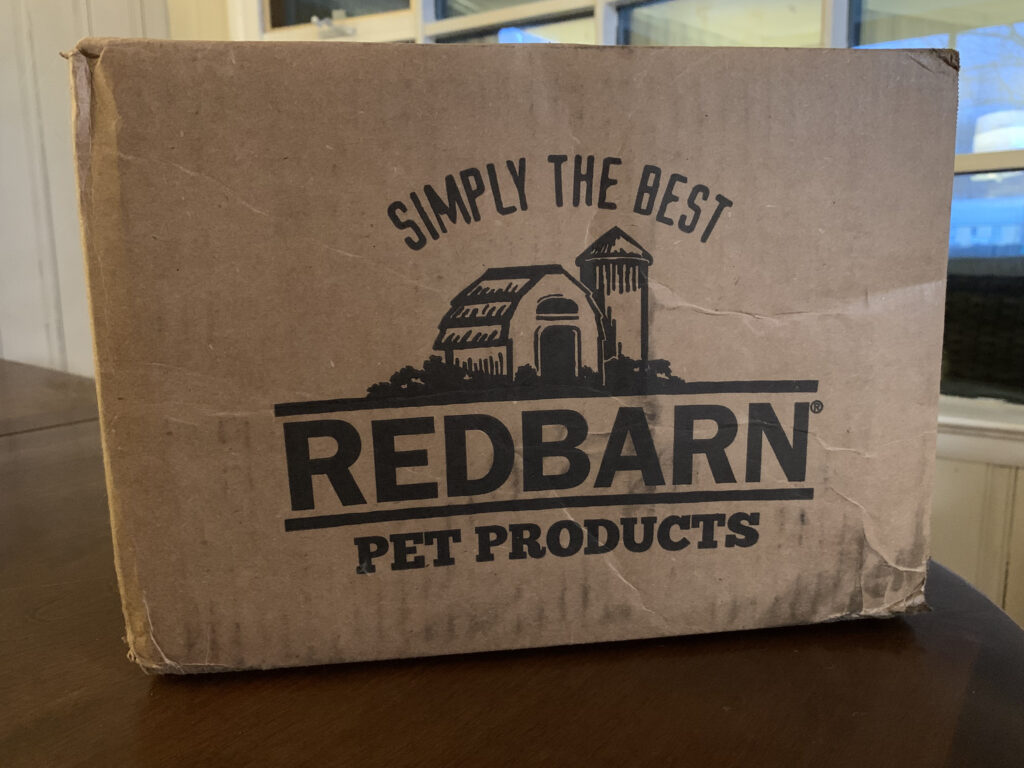 SIMPLY THE BEST
REDBARN®
PET PRODUCTS